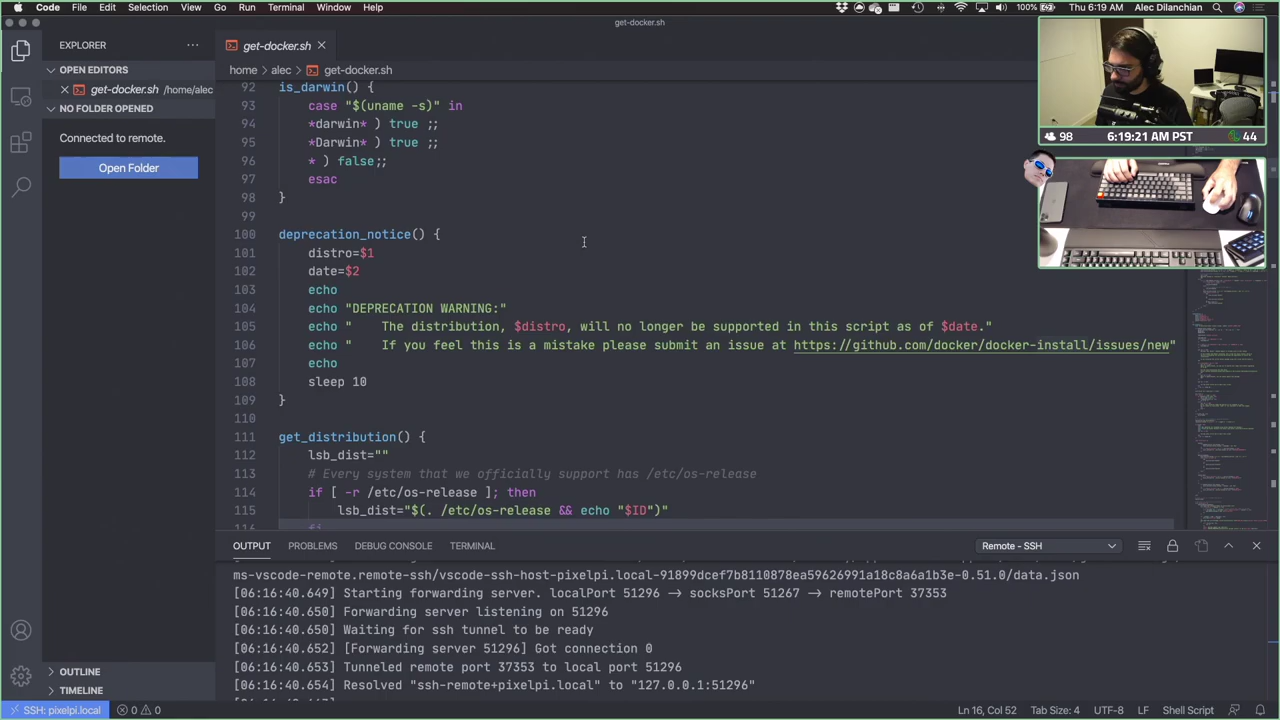 Code File Edit Selection View Go Run Terminal Window Help
100% Thu 6:19 AM Alec Dilanchian
get-docker.sh
EXPLORER
get-docker.sh
OPEN EDITORS
get-docker.sh /home/alec
NO FOLDER OPENED
Connected to remote.
Open Folder
home alec get-docker.sh
92 is_darwin() {
93 case "$(uname -s)" in
94 *darwin* ) true ;;
95 *Darwin* ) true ;;
96 * ) false;;
97 esac
98 }
99
100 deprecation_notice() {
101 distro=$1
102 date=$2
103 echo
104 echo "DEPRECATION WARNING:"
105 echo "    The distribution, $distro, will no longer be supported in this script as of $date."
106 echo "    If you feel this is a mistake please submit an issue at https://github.com/docker/docker-install/issues/new"
107 echo
108 sleep 10
109 }
110
111 get_distribution() {
112 lsb_dist=""
113 # Every system that we officially support has /etc/os-release
114 if [ -r /etc/os-release ]; then
115 lsb_dist="$(. /etc/os-release && echo "$ID")"
116 fi
98 6:19:21 AM PST 44
OUTPUT PROBLEMS DEBUG CONSOLE TERMINAL
Remote - SSH
ms-vscode-remote.remote-ssh/vscode-ssh-host-pixelpi.local-91899dcef7b8110878ea59626991a18c8a6a1b3e-0.51.0/data.json
[06:16:40.649] Starting forwarding server. localPort 51296 -> socksPort 51267 -> remotePort 37353
[06:16:40.650] Forwarding server listening on 51296
[06:16:40.650] Waiting for ssh tunnel to be ready
[06:16:40.652] [Forwarding server 51296] Got connection 0
[06:16:40.653] Tunneled remote port 37353 to local port 51296
[06:16:40.654] Resolved "ssh-remote+pixelpi.local" to "127.0.0.1:51296"
OUTLINE
TIMELINE
SSH: pixelpi.local 0 0
Ln 16, Col 52 Tab Size: 4 UTF-8 LF Shell Script